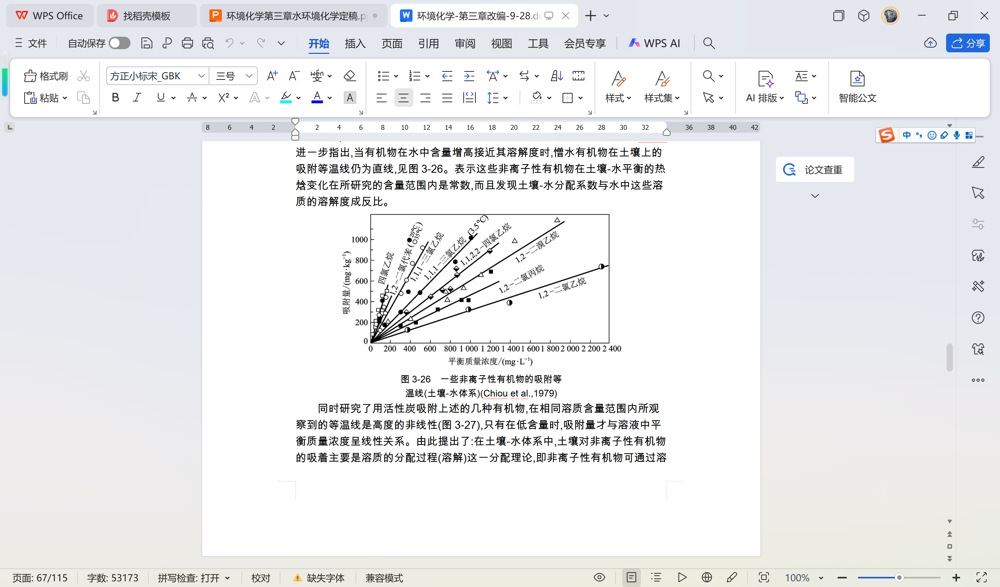 WPS Office
找稻壳模板
环境化学第三章水环境化学定稿.p
环境化学-第三章改编-9-28.d
文件
自动保存
开始 插入 页面 引用 审阅 视图 工具 会员专享
WPS AI
分享
格式刷
方正小标宋_GBK 三号
粘贴
样式
样式集
AI 排版
智能公文
8 6 4 2 2 4 6 8 10 12 14 16 18 20 22 24 26 28 30 32 36 38 40 42
中
论文查重
进一步指出,当有机物在水中含量增高接近其溶解度时,憎水有机物在土壤上的
吸附等温线仍为直线,见图 3-26。表示这些非离子性有机物在土壤-水平衡的热
焓变化在所研究的含量范围内是常数,而且发现土壤-水分配系数与水中这些溶
质的溶解度成反比。
四氯乙烷
1,2-二氯代苯(●20℃ ○35℃)
1,1,1-三氯乙烷
1,1,1-三氯乙烷 (3.5℃)
1,1,2,2-四氯乙烷
1,2-二溴乙烷
1,2-二氯丙烷
1,2-二氯乙烷
吸附量/(mg·kg⁻¹)
1000
800
600
400
200
0
0 200 400 600 800 1 000 1 200 1 400 1 600 1 800 2 000 2 200 2 400
平衡质量浓度/(mg·L⁻¹)
图 3-26 一些非离子性有机物的吸附等
温线(土壤-水体系)(Chiou et al.,1979)
同时研究了用活性炭吸附上述的几种有机物,在相同溶质含量范围内所观
察到的等温线是高度的非线性(图 3-27),只有在低含量时,吸附量才与溶液中平
衡质量浓度呈线性关系。由此提出了:在土壤-水体系中,土壤对非离子性有机物
的吸着主要是溶质的分配过程(溶解)这一分配理论,即非离子性有机物可通过溶
页面: 67/115 字数: 53173 拼写检查: 打开 校对 缺失字体 兼容模式 100%